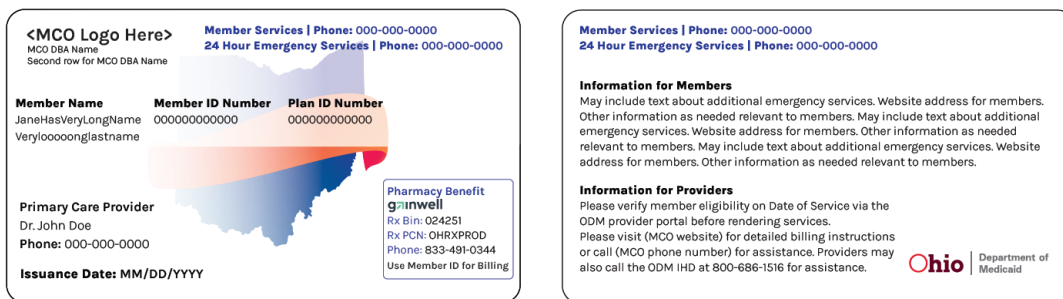 <MCO Logo Here>
MCO DBA Name
Second row for MCO DBA Name
Member Services | Phone: 000-000-0000
24 Hour Emergency Services | Phone: 000-000-0000
Member Name
JaneHasVeryLongName
Verylooooonglastname
Member ID Number
000000000000
Plan ID Number
000000000000
Primary Care Provider
Dr. John Doe
Phone: 000-000-0000
Issuance Date: MM/DD/YYYY
Pharmacy Benefit
gainwell
Rx Bin: 024251
Rx PCN: OHRXPROD
Phone: 833-491-0344
Use Member ID for Billing
Member Services | Phone: 000-000-0000
24 Hour Emergency Services | Phone: 000-000-0000
Information for Members
May include text about additional emergency services. Website address for members.
Other information as needed relevant to members. May include text about additional
emergency services. Website address for members. Other information as needed
relevant to members. May include text about additional emergency services. Website
address for members. Other information as needed relevant to members.
Information for Providers
Please verify member eligibility on Date of Service via the
ODM provider portal before rendering services.
Please visit (MCO website) for detailed billing instructions
or call (MCO phone number) for assistance. Providers may
also call the ODM IHD at 800-686-1516 for assistance.
Ohio
Department of
Medicaid